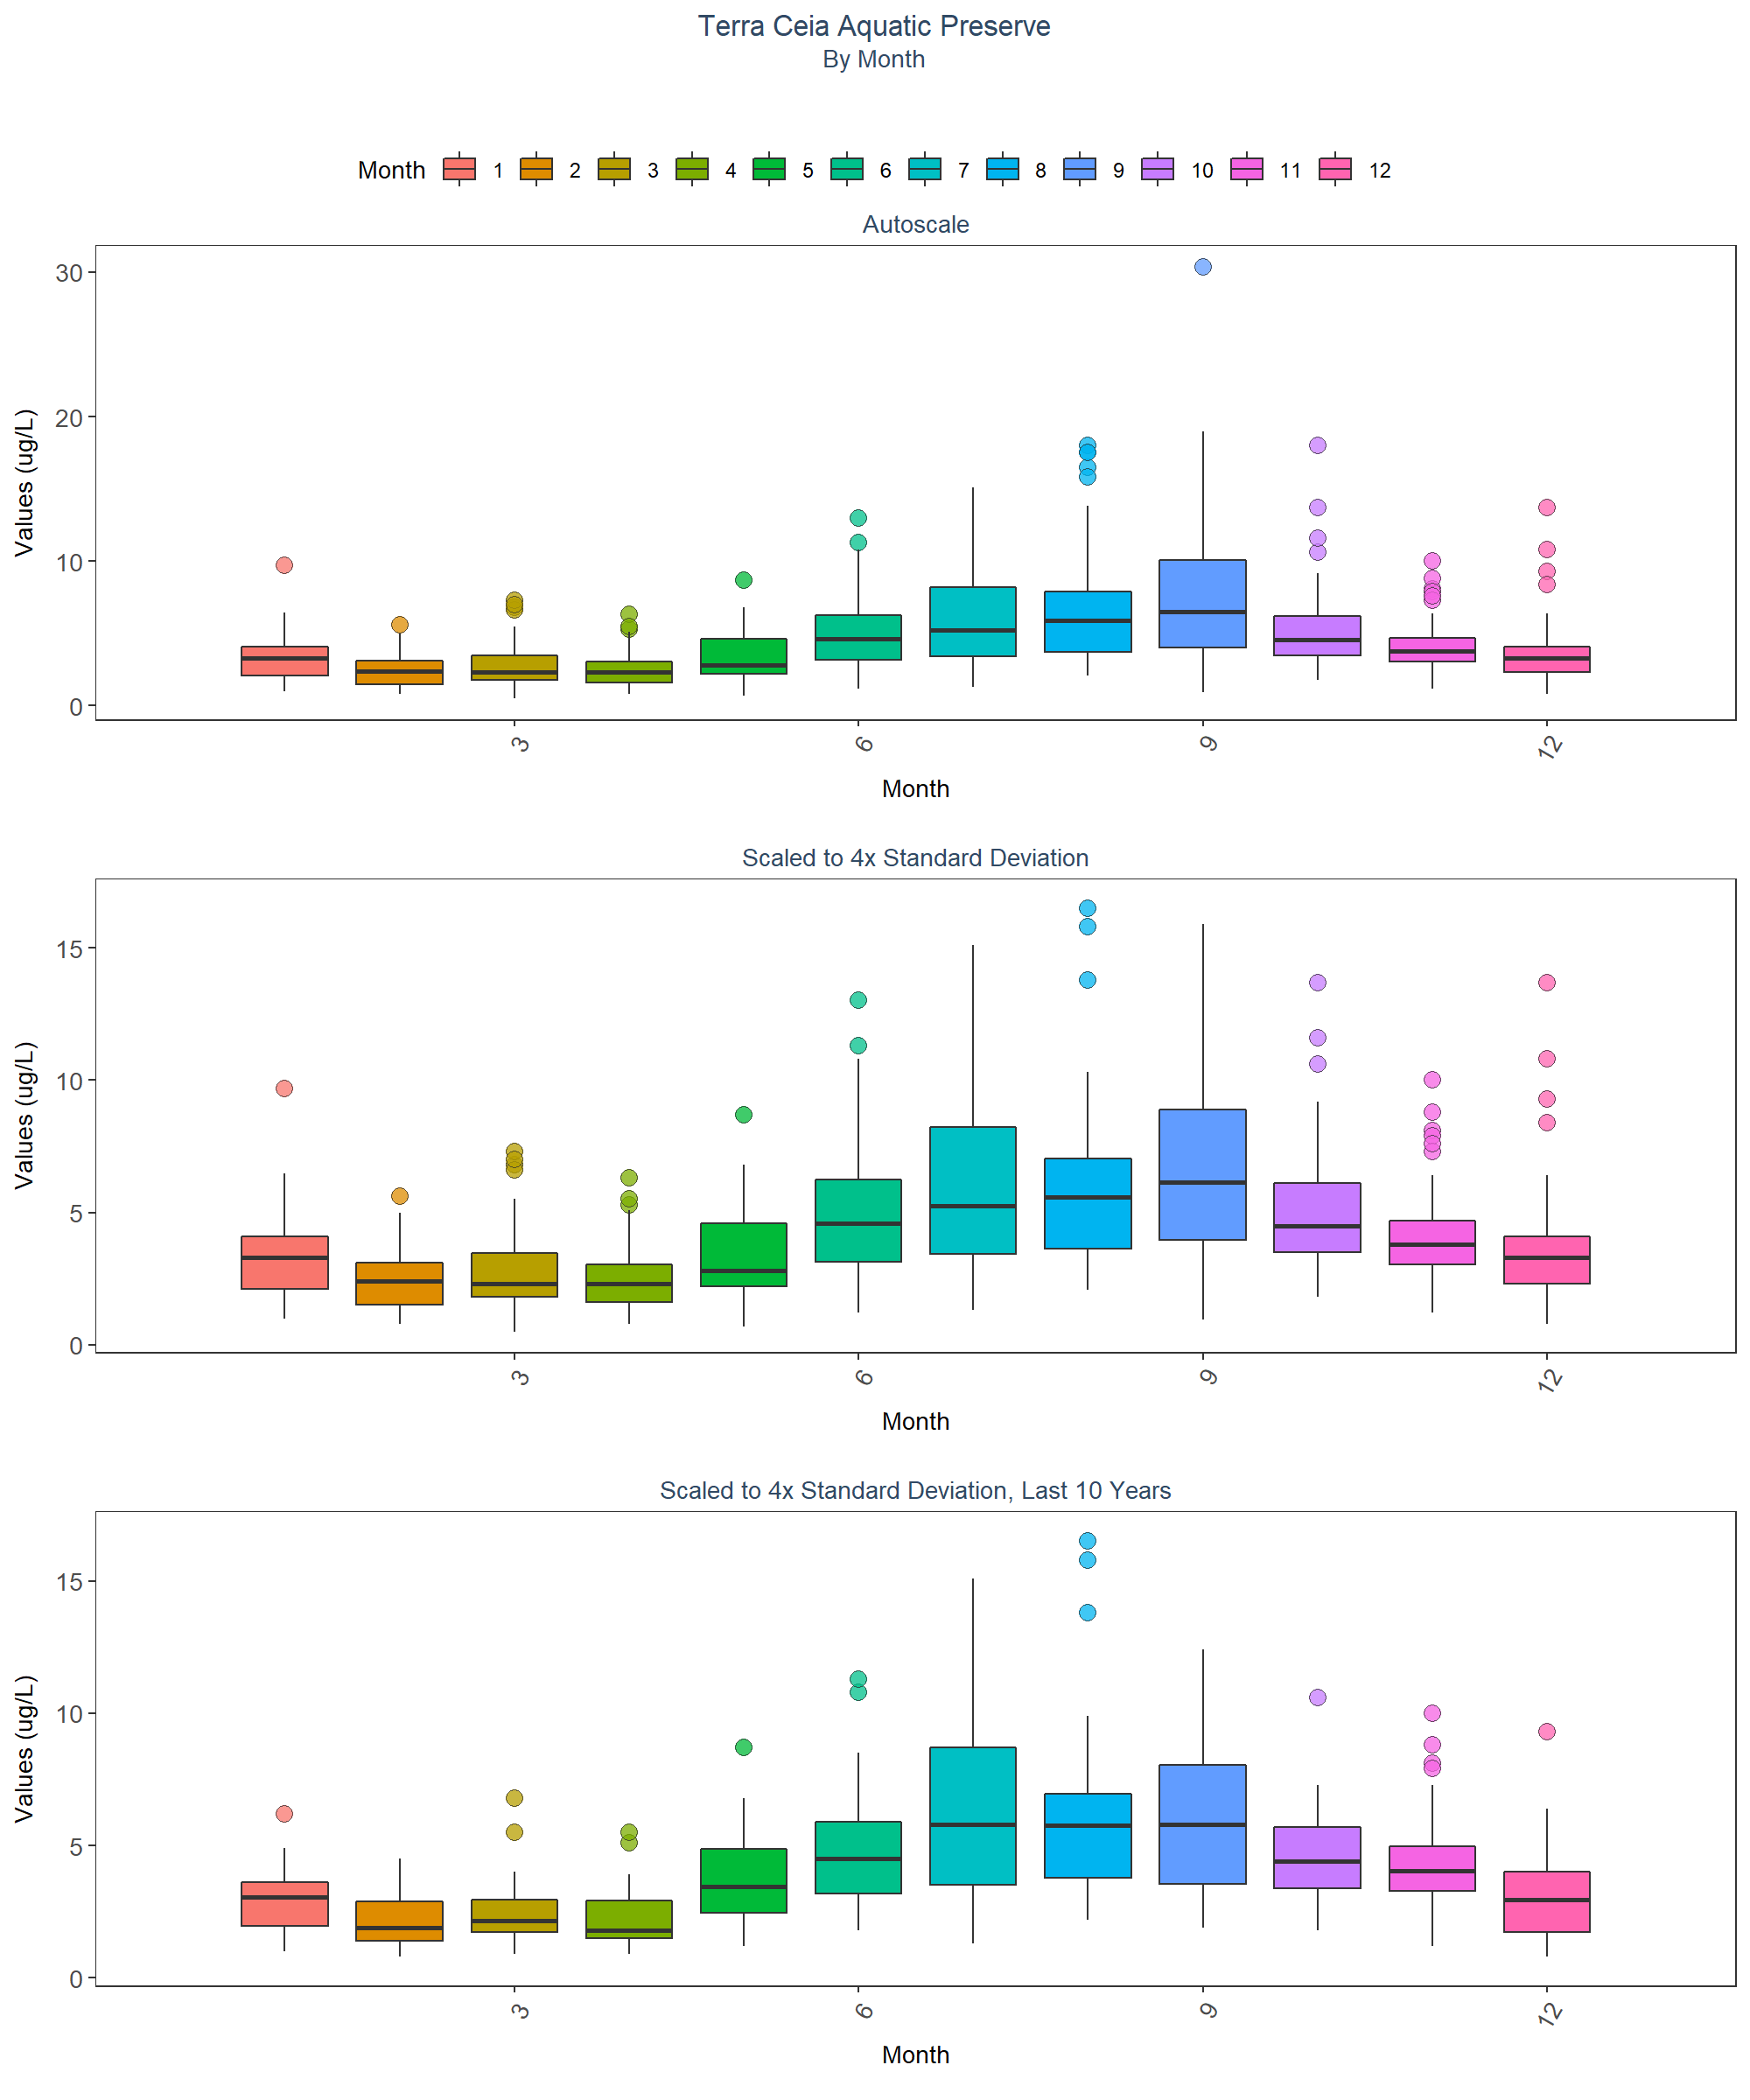 Terra Ceia Aquatic Preserve
By Month
Month 1 2 3 4 5 6 7 8 9 10 11 12
Autoscale
Values (ug/L)
30
20
10
0
3 6 9 12
Month
Scaled to 4x Standard Deviation
Values (ug/L)
15
10
5
0
3 6 9 12
Month
Scaled to 4x Standard Deviation, Last 10 Years
Values (ug/L)
15
10
5
0
3 6 9 12
Month